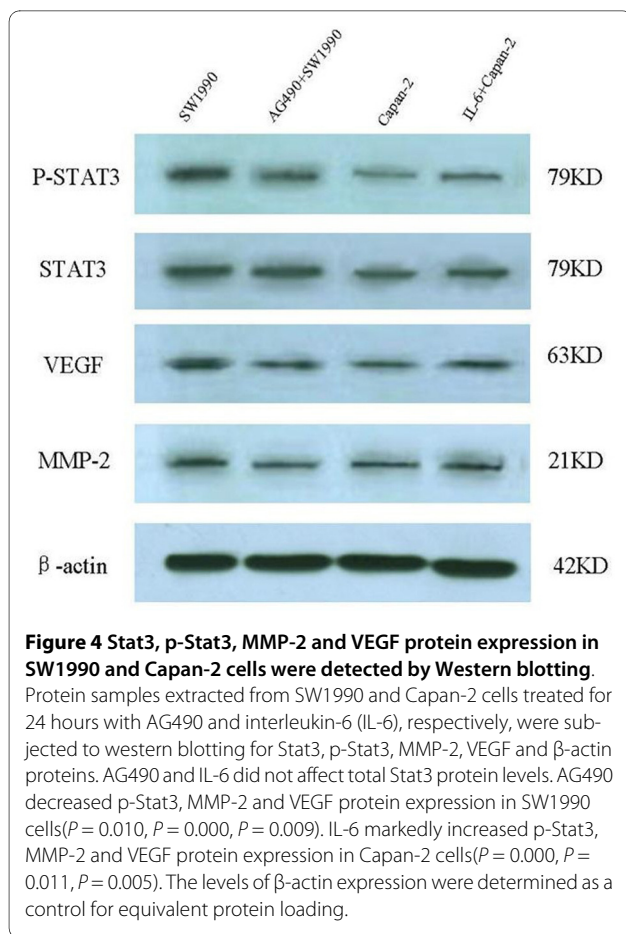 SW1990 AG490+SW1990 Capan-2 IL-6+Capan-2
P-STAT3 79KD
STAT3 79KD
VEGF 63KD
MMP-2 21KD
β-actin 42KD
Figure 4 Stat3, p-Stat3, MMP-2 and VEGF protein expression in
SW1990 and Capan-2 cells were detected by Western blotting.
Protein samples extracted from SW1990 and Capan-2 cells treated for
24 hours with AG490 and interleukin-6 (IL-6), respectively, were sub-
jected to western blotting for Stat3, p-Stat3, MMP-2, VEGF and β-actin
proteins. AG490 and IL-6 did not affect total Stat3 protein levels. AG490
decreased p-Stat3, MMP-2 and VEGF protein expression in SW1990
cells(P = 0.010, P = 0.000, P = 0.009). IL-6 markedly increased p-Stat3,
MMP-2 and VEGF protein expression in Capan-2 cells(P = 0.000, P =
0.011, P = 0.005). The levels of β-actin expression were determined as a
control for equivalent protein loading.